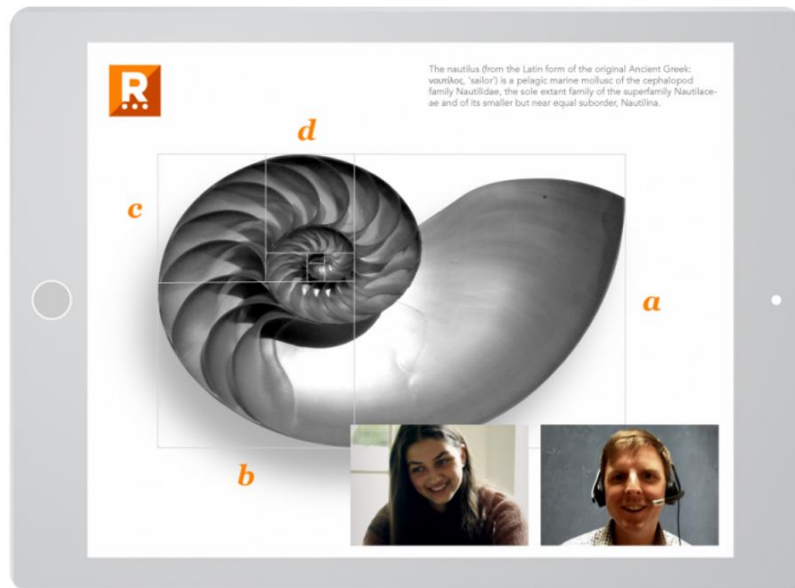 R
The nautilus (from the Latin form of the original Ancient Greek:
ναυτίλος, 'sailor') is a pelagic marine mollusc of the cephalopod
family Nautilidae, the sole extant family of the superfamily Nautilace-
ae and of its smaller but near equal suborder, Nautilina.
d
c
a
b